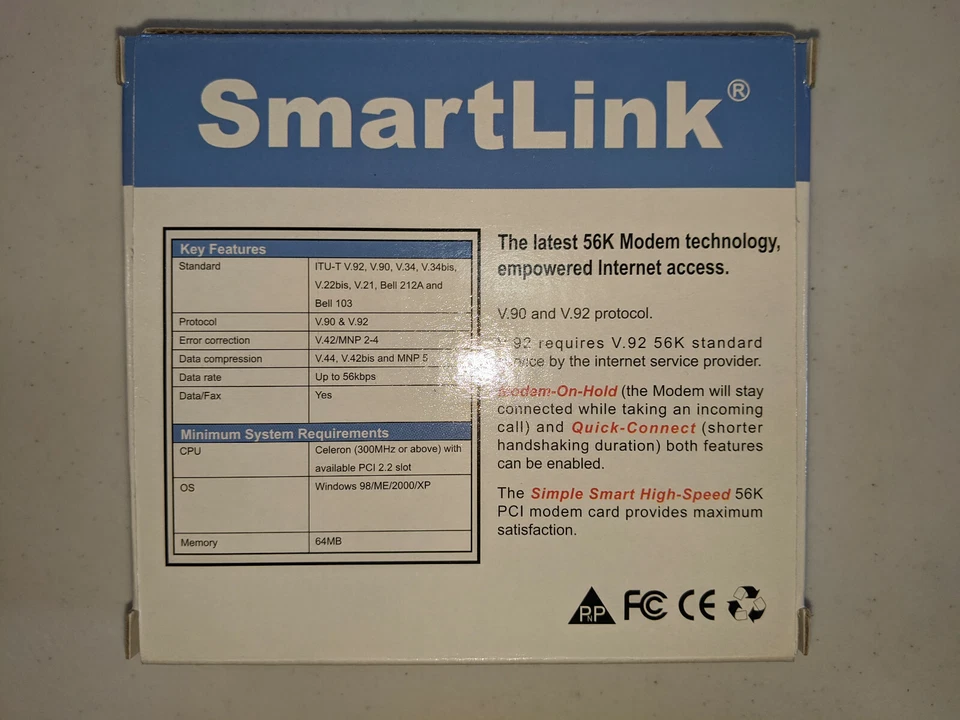 SmartLink®
Key Features
Standard ITU-T V.92, V.90, V.34, V.34bis,
V.22bis, V.21, Bell 212A and
Bell 103
Protocol V.90 & V.92
Error correction V.42/MNP 2-4
Data compression V.44, V.42bis and MNP 5
Data rate Up to 56kbps
Data/Fax Yes
Minimum System Requirements
CPU Celeron (300MHz or above) with
available PCI 2.2 slot
OS Windows 98/ME/2000/XP
Memory 64MB
The latest 56K Modem technology,
empowered Internet access.
V.90 and V.92 protocol.
V.92 requires V.92 56K standard
service by the internet service provider.
Modem-On-Hold (the Modem will stay
connected while taking an incoming
call) and Quick-Connect (shorter
handshaking duration) both features
can be enabled.
The Simple Smart High-Speed 56K
PCI modem card provides maximum
satisfaction.
PNP FC CE